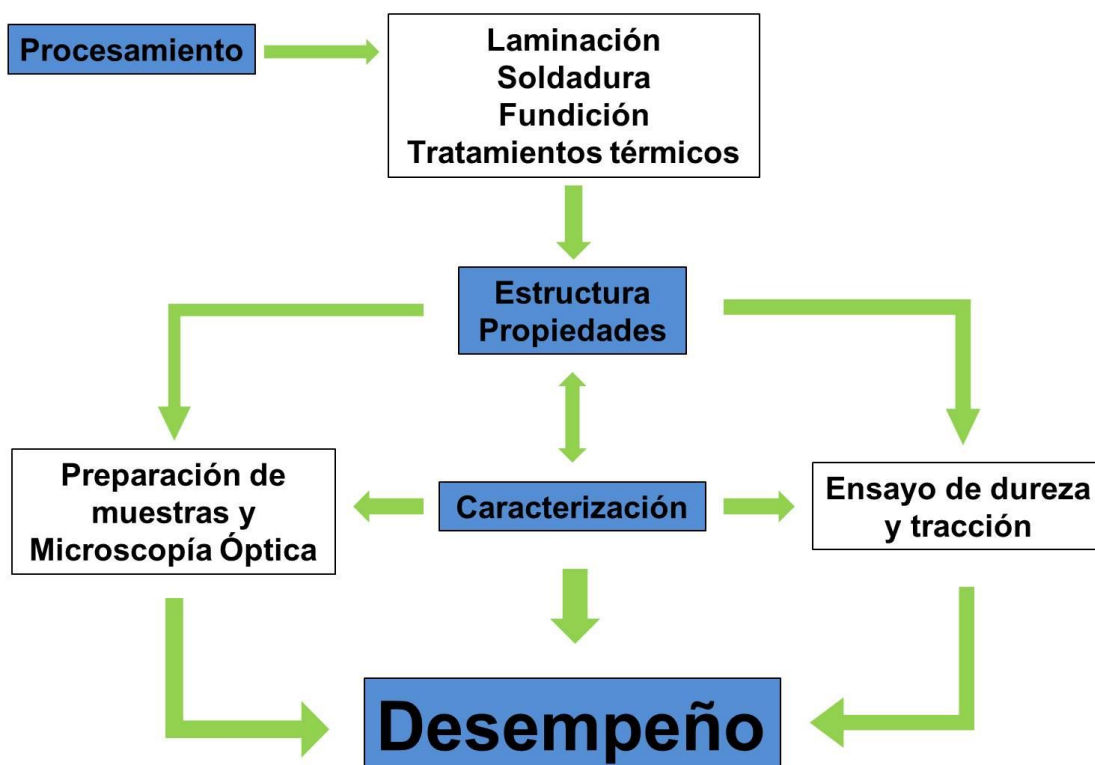 Procesamiento
Laminación
Soldadura
Fundición
Tratamientos térmicos
Estructura
Propiedades
Preparación de
muestras y
Microscopía Óptica
Caracterización
Ensayo de dureza
y tracción
Desempeño